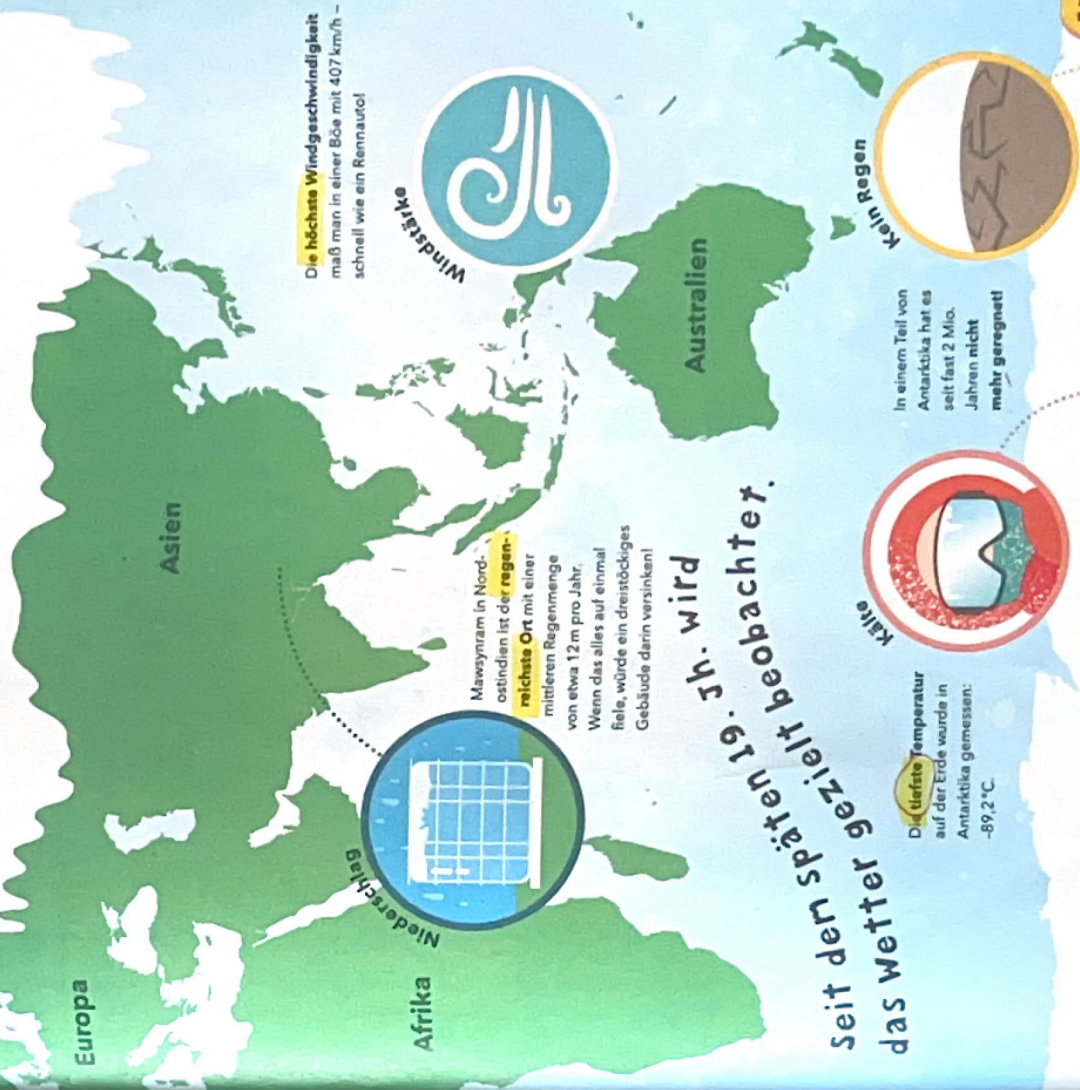 Europa
Asien
Afrika
Australien
Windstärke
Die höchste Windgeschwindigkeit
maß man in einer Böe mit 407 km/h –
schnell wie ein Rennauto!
Niederschlag
Mawsynram in Nord-
ostindien ist der regen-
reichste Ort mit einer
mittleren Regenmenge
von etwa 12 m pro Jahr.
Wenn das alles auf einmal
fiele, würde ein dreistöckiges
Gebäude darin versinken!
Seit dem späten 19. Jh. wird
das Wetter gezielt beobachtet.
Kälte
Die tiefste Temperatur
auf der Erde wurde in
Antarktika gemessen:
-89,2 °C.
Kein Regen
In einem Teil von
Antarktika hat es
seit fast 2 Mio.
Jahren nicht
mehr geregnet!